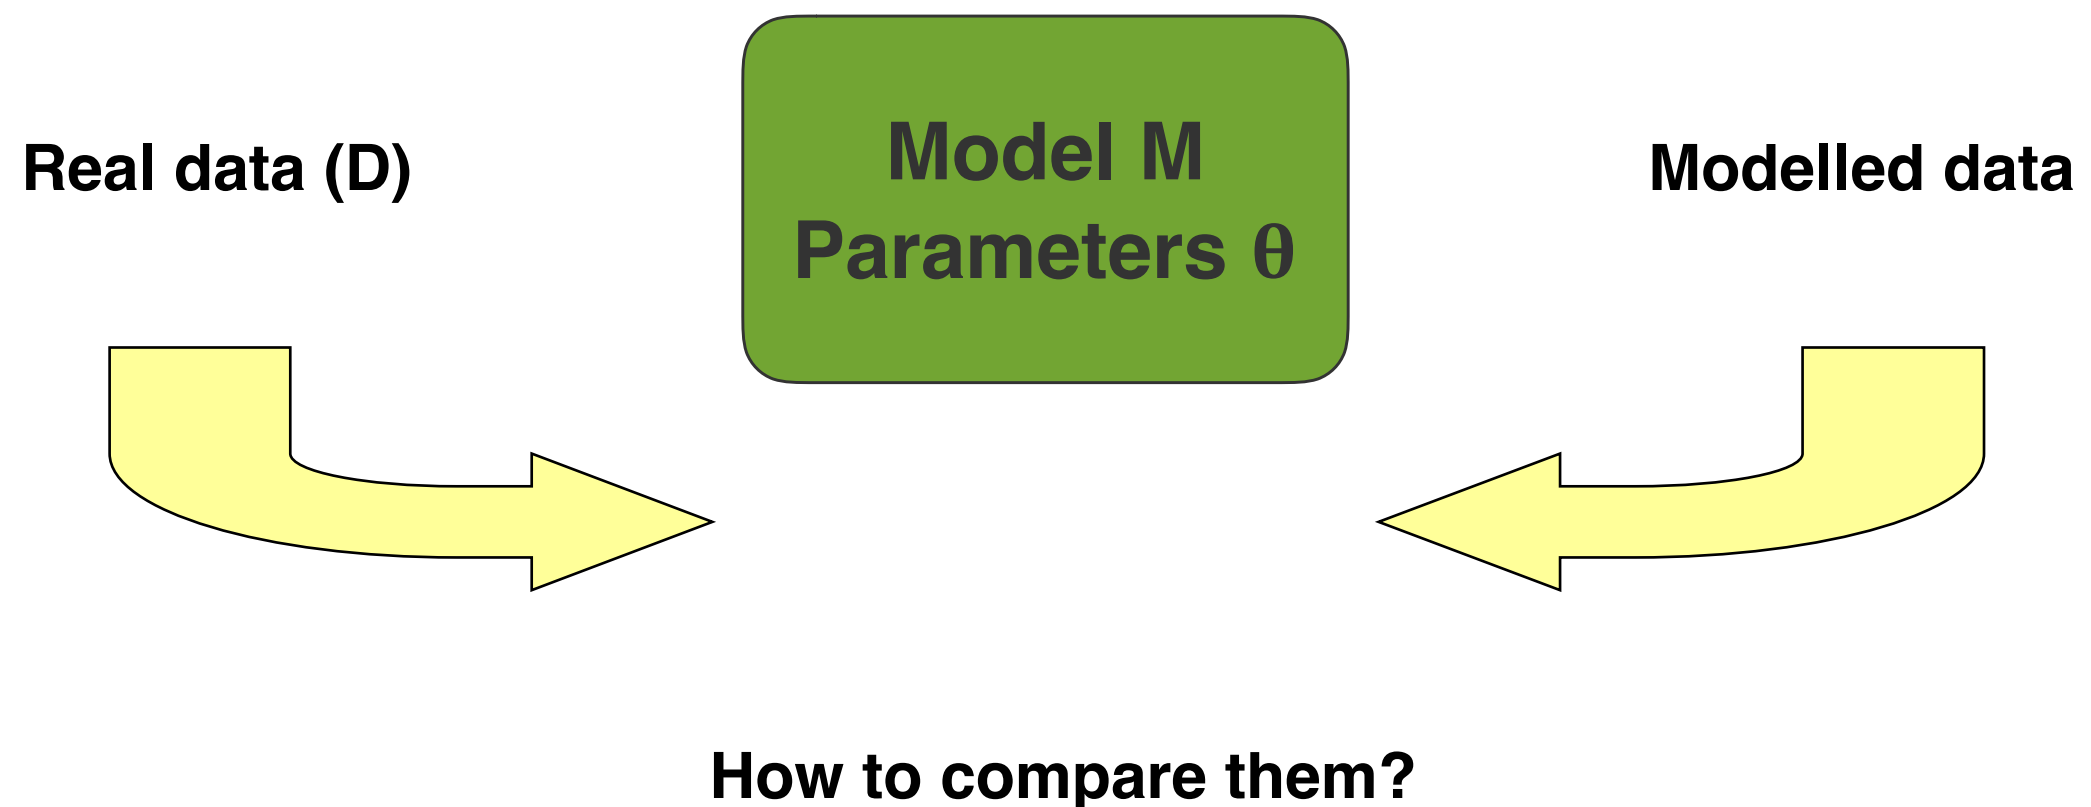 Real data (D)
Model M
Parameters θ
Modelled data
How to compare them?